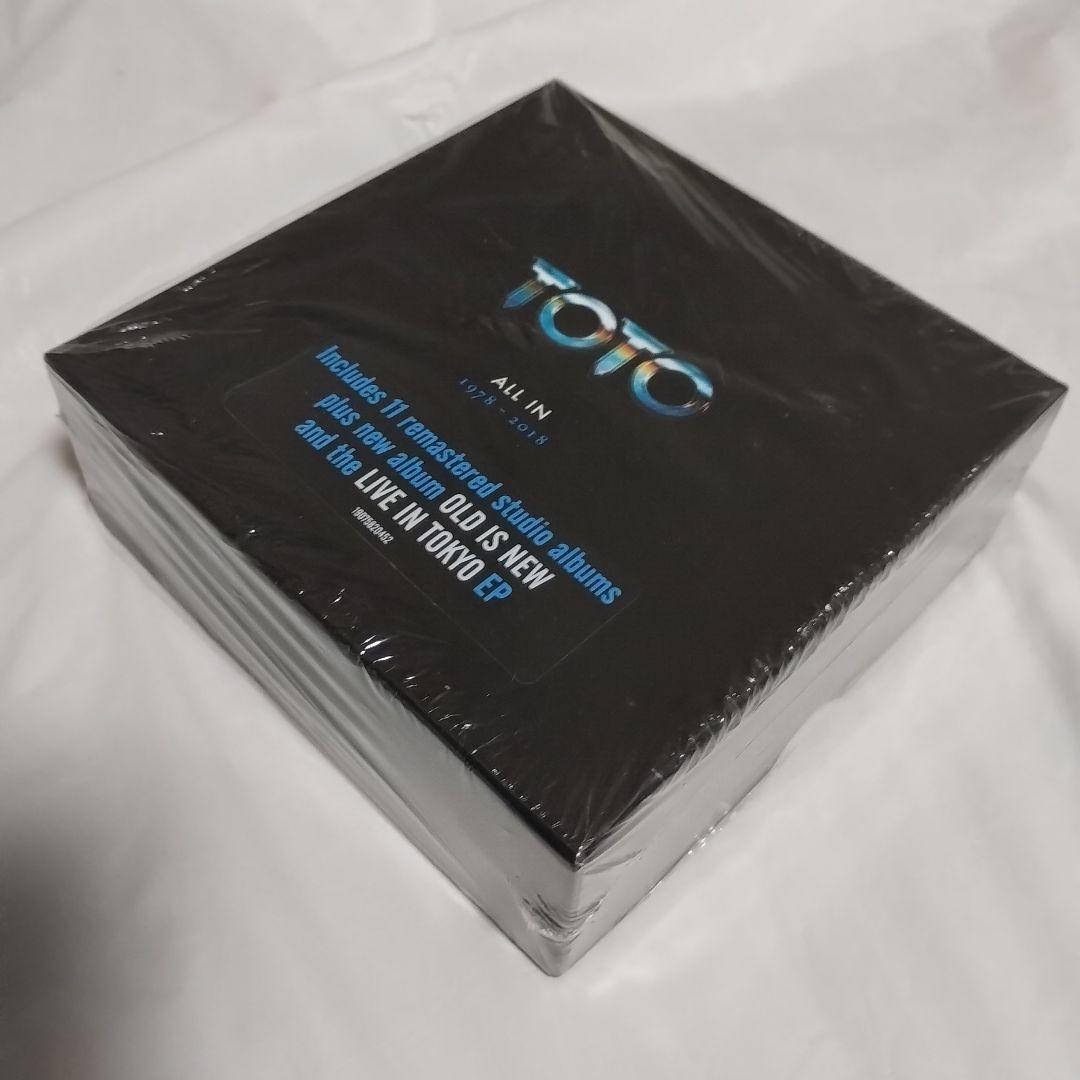 TOTO
ALL IN
1978 - 2018
Includes 11 remastered studio albums
plus new album OLD IS NEW
and the LIVE IN TOKYO EP
19075820452